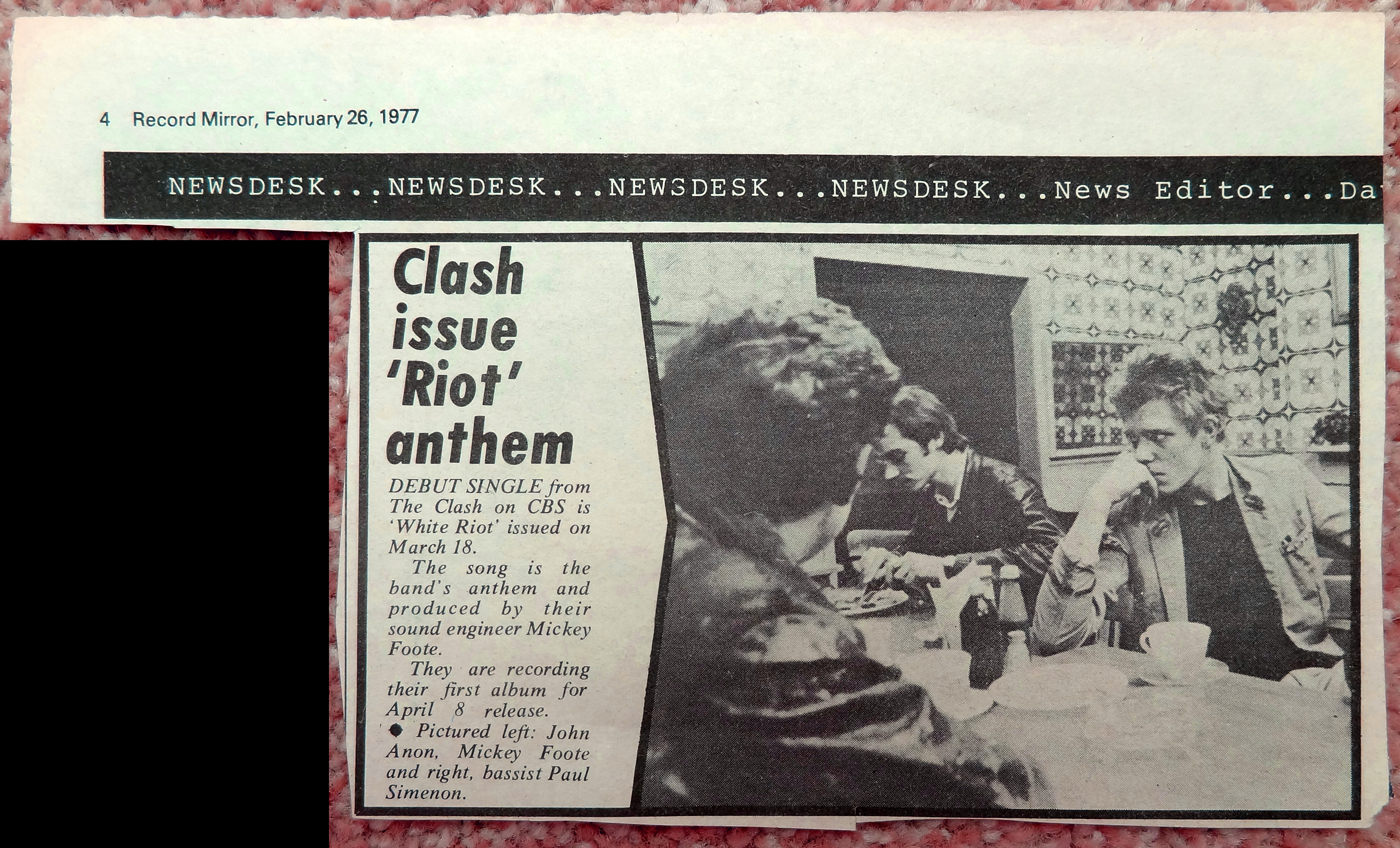 4 Record Mirror, February 26, 1977
NEWSDESK...NEWSDESK...NEWSDESK...NEWSDESK...News Editor...Da
Clash
issue
‘Riot’
anthem
DEBUT SINGLE from
The Clash on CBS is
‘White Riot’ issued on
March 18.
The song is the
band's anthem and
produced by their
sound engineer Mickey
Foote.
They are recording
their first album for
April 8 release.
● Pictured left: John
Anon, Mickey Foote
and right, bassist Paul
Simenon.